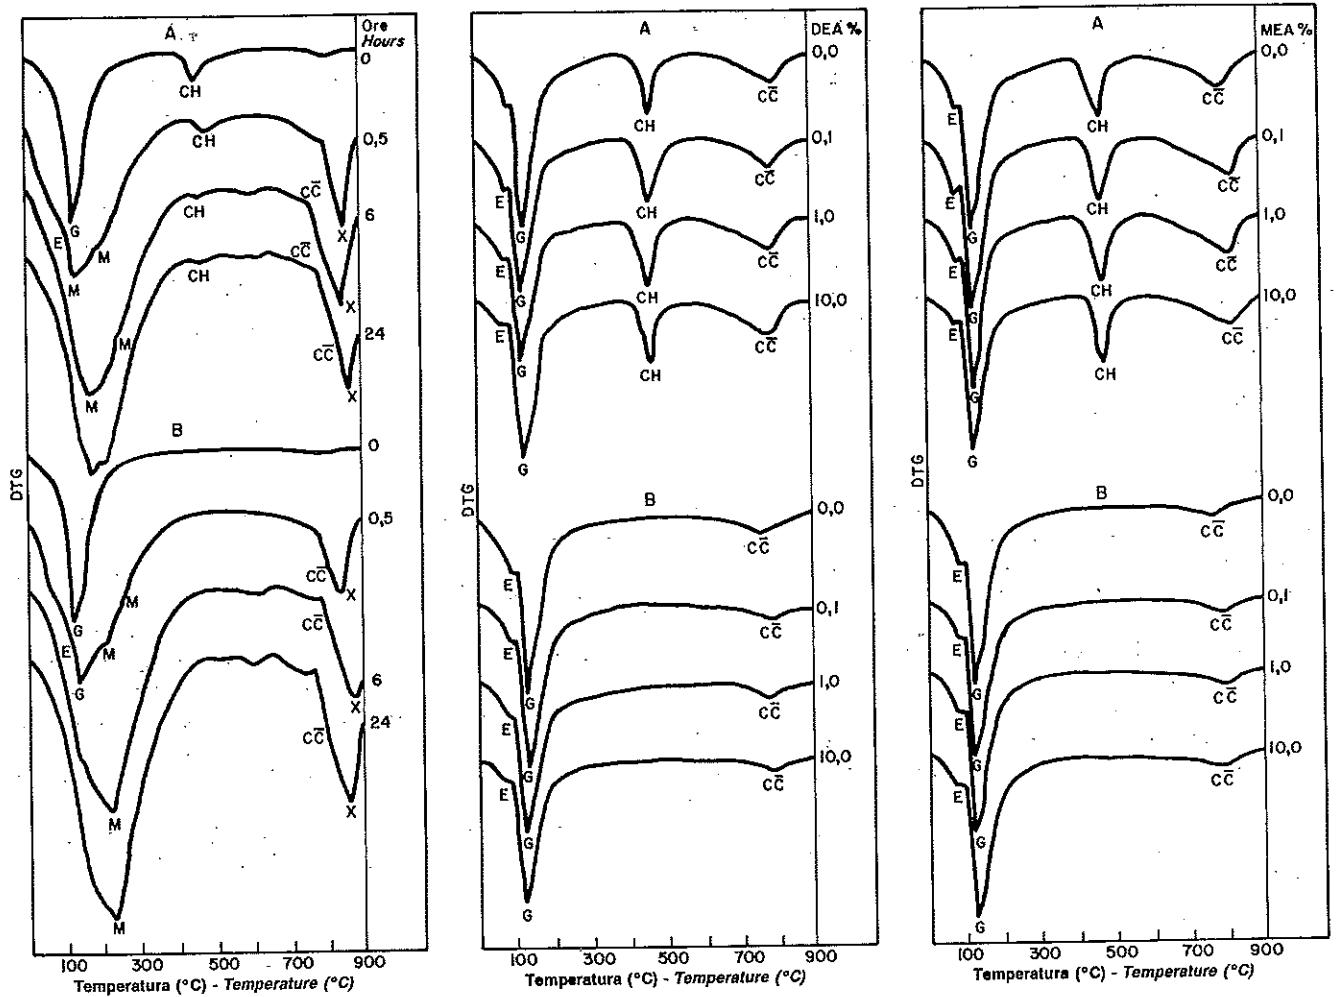 A
Ore
Hours
0
CH
0,5
CH
CC̅
6
G
E
M
X
CH
M
CC̅
CH
X
24
M
CC̅
M
X
B
0
DTG
0,5
CC̅
M
X
G
E
M
CC̅
G
6
X
24
CC̅
M
X
M
100 300 500 700 900
Temperatura (°C) - Temperature (°C)
A
DEA %
0,0
CC̅
CH
0,1
CC̅
E
CH
G
1,0
CC̅
E
G
CH
10,0
E
CC̅
G
CH
G
DTG
B
0,0
CC̅
E
0,1
CC̅
E
1,0
G
CC̅
E
10,0
G
CC̅
E
G
G
100 300 500 700 900
Temperatura (°C) - Temperature (°C)
A
MEA %
0,0
CC̅
E
CH
0,1
CC̅
E
CH
1,0
G
CC̅
E
CH
10,0
G
E
CC̅
CH
G
G
DTG
B
0,0
CC̅
E
0,1
CC̅
E
1,0
G
CC̅
E
10,0
G
CC̅
E
G
G
100 300 500 700 900
Temperatura (°C) - Temperature (°C)